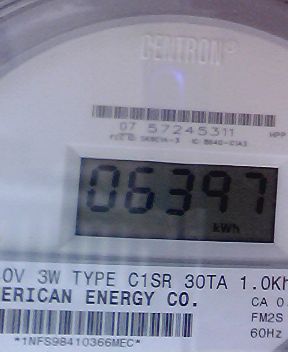 CENTRON®
07 57245311
06397
kWh
0V 3W TYPE C1SR 30TA 1.0Kh
ERICAN ENERGY CO.
CA 0
FM2S
*1NFS98410366MEC*
60Hz